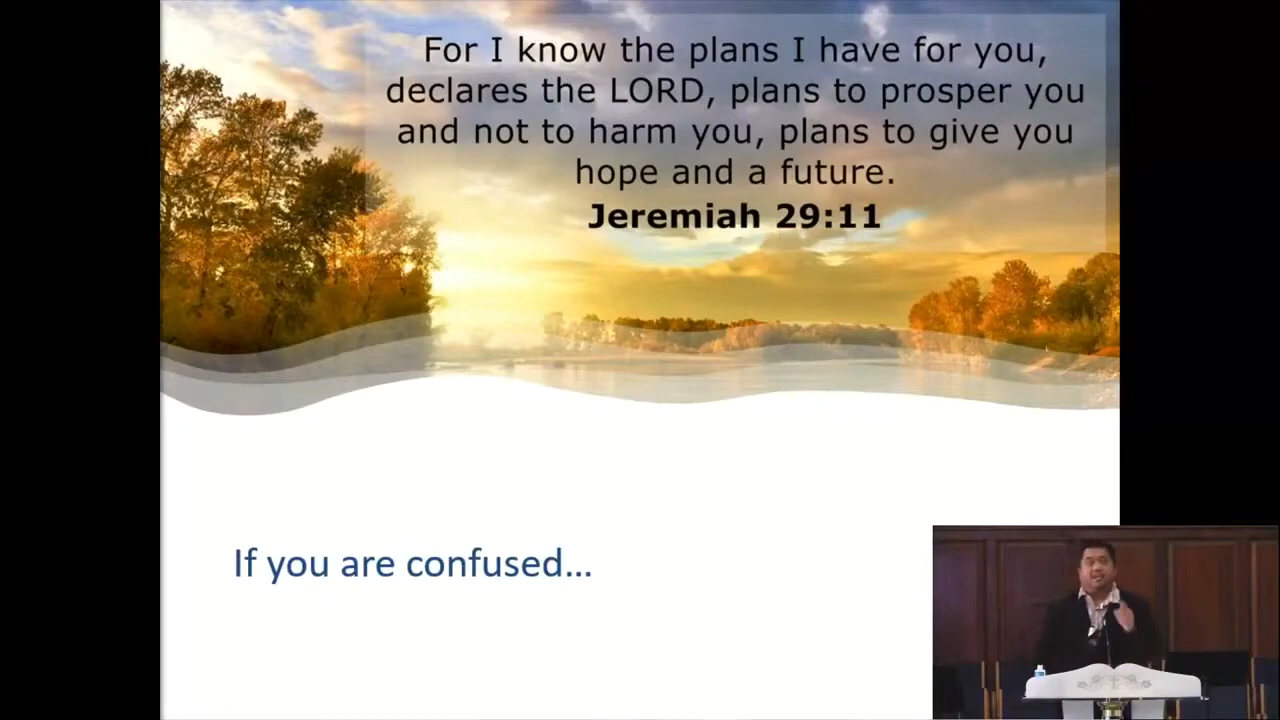 For I know the plans I have for you,
declares the LORD, plans to prosper you
and not to harm you, plans to give you
hope and a future.
Jeremiah 29:11
If you are confused...